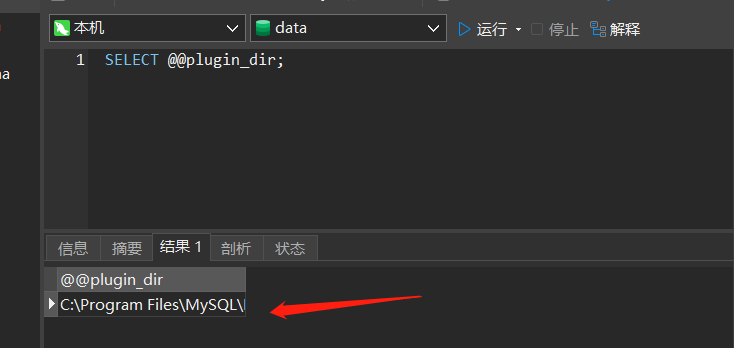 本机 data 运行 停止 解释
1 SELECT @@plugin_dir;
信息 摘要 结果 1 剖析 状态
@@plugin_dir
C:\Program Files\MySQL\